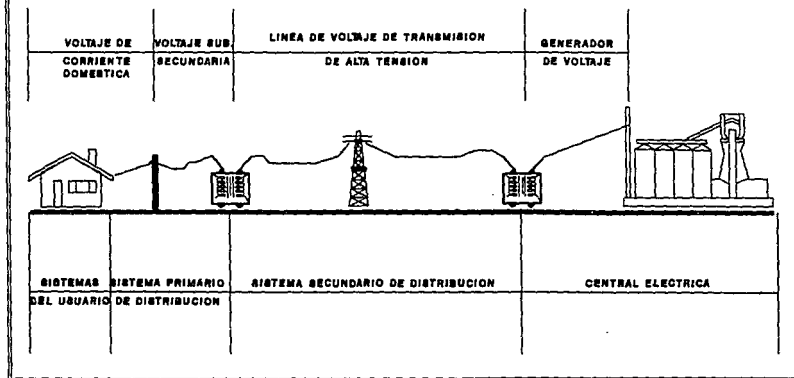 VOLTAJE DE
CORRIENTE
DOMESTICA
VOLTAJE SUB.
SECUNDARIA
LINEA DE VOLTAJE DE TRANSMISION
DE ALTA TENSION
GENERADOR
DE VOLTAJE
SISTEMAS
DEL USUARIO
SISTEMA PRIMARIO
DE DISTRIBUCION
SISTEMA SECUNDARIO DE DISTRIBUCION
CENTRAL ELECTRICA